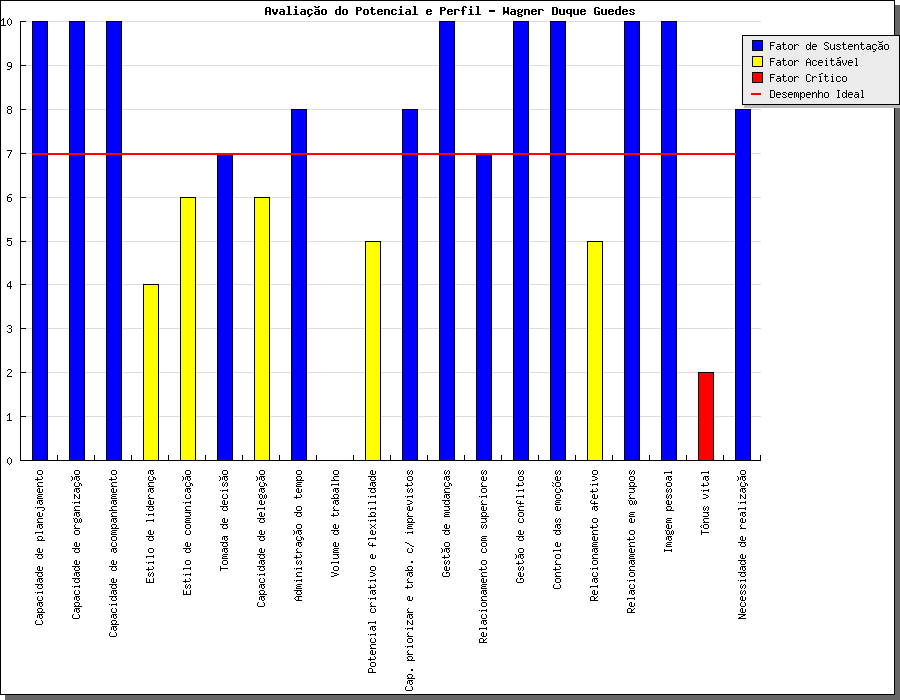 Avaliação do Potencial e Perfil - Wagner Duque Guedes
Fator de Sustentação
Fator Aceitável
Fator Crítico
Desempenho Ideal
10
9
8
7
6
5
4
3
2
1
0
Capacidade de planejamento
Capacidade de organização
Capacidade de acompanhamento
Estilo de liderança
Estilo de comunicação
Tomada de decisão
Capacidade de delegação
Administração do tempo
Volume de trabalho
Potencial criativo e flexibilidade
Cap. priorizar e trab. c/ imprevistos
Gestão de mudanças
Relacionamento com superiores
Gestão de conflitos
Controle das emoções
Relacionamento afetivo
Relacionamento em grupos
Imagem pessoal
Tônus vital
Necessidade de realização